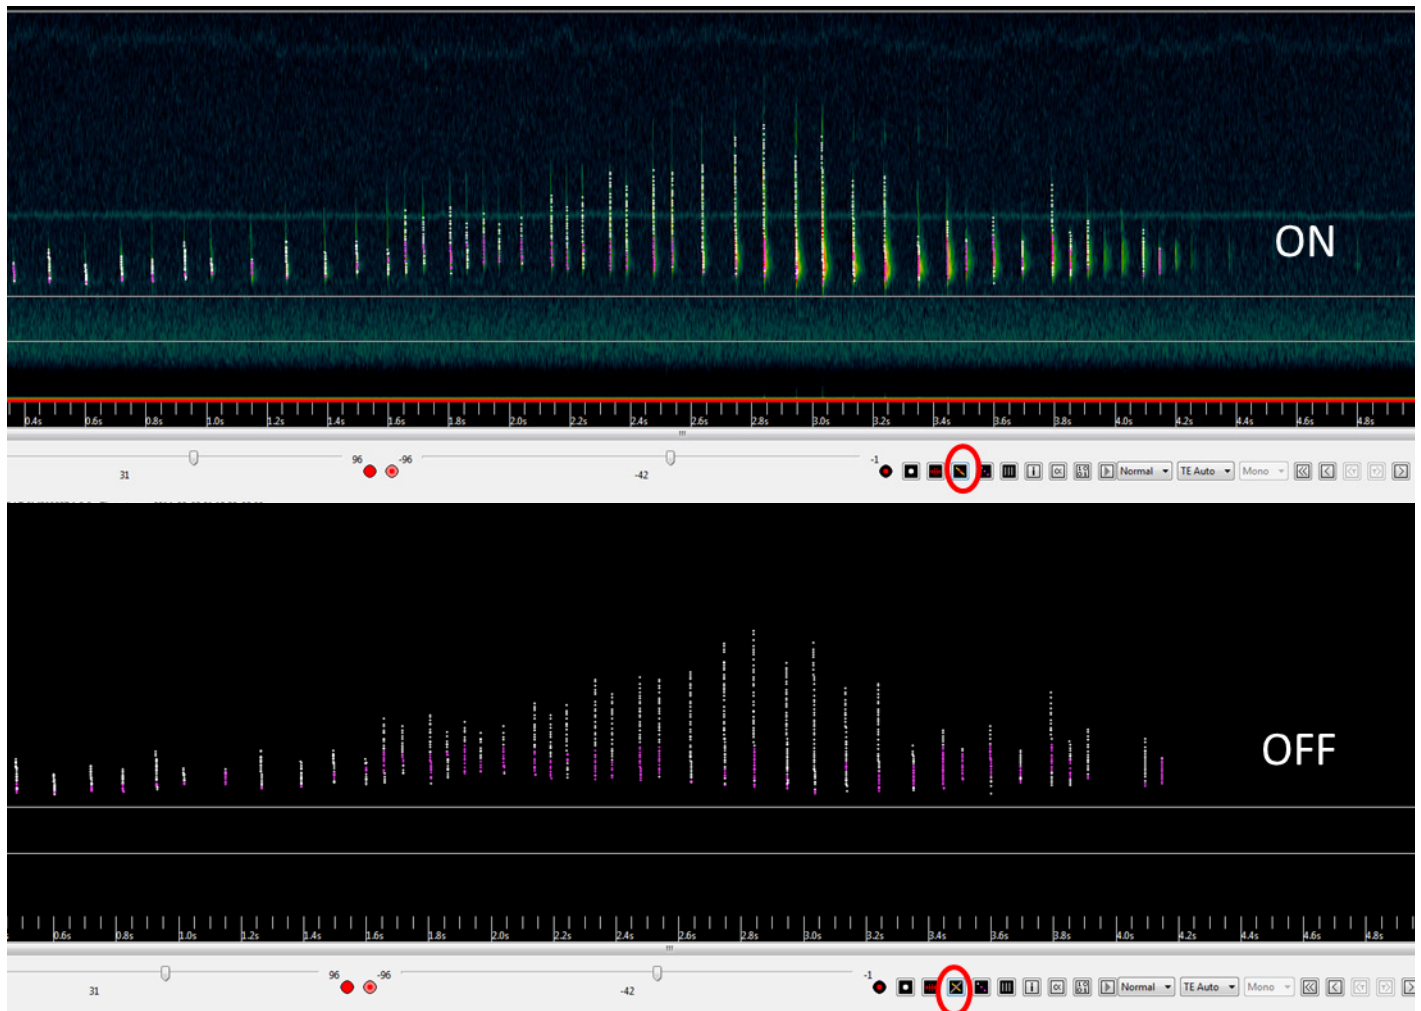 ON
0.4s 0.6s 0.8s 1.0s 1.2s 1.4s 1.6s 1.8s 2.0s 2.2s 2.4s 2.6s 2.8s 3.0s 3.2s 3.4s 3.6s 3.8s 4.0s 4.2s 4.4s 4.6s 4.8s
31 96 -96 -42 -1 Normal TE Auto Mono
OFF
0.6s 0.8s 1.0s 1.2s 1.4s 1.6s 1.8s 2.0s 2.2s 2.4s 2.6s 2.8s 3.0s 3.2s 3.4s 3.6s 3.8s 4.0s 4.2s 4.4s 4.6s 4.8s
31 96 -96 -42 -1 Normal TE Auto Mono